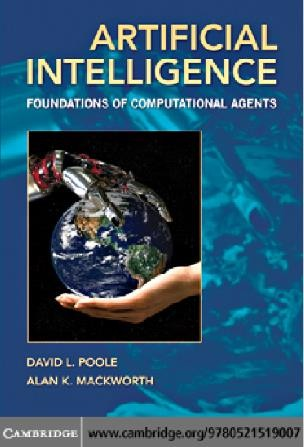 ARTIFICIAL
INTELLIGENCE
FOUNDATIONS OF COMPUTATIONAL AGENTS
DAVID L. POOLE
ALAN K. MACKWORTH
CAMBRIDGE www.cambridge.org/9780521519007